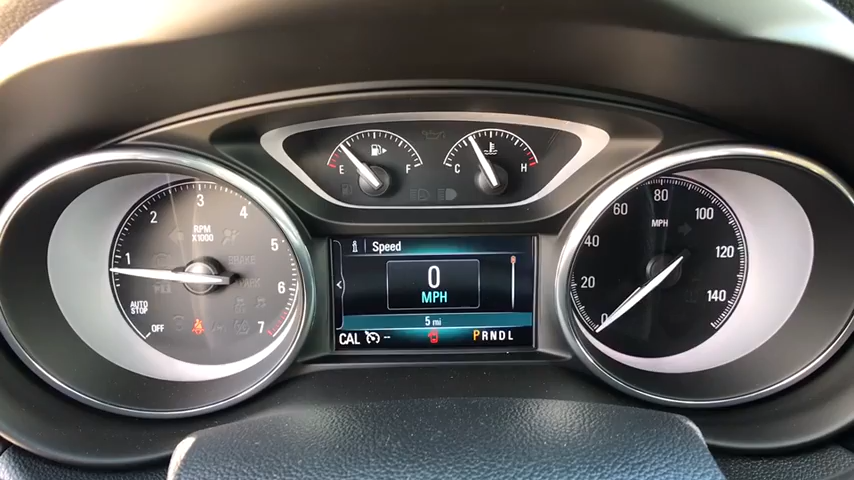 E F
C H
RPM
X1000
1 2 3 4 5 6 7
AUTO
STOP
OFF
BRAKE
Speed
0
MPH
5 mi
CAL --
PRNDL
MPH
0 20 40 60 80 100 120 140